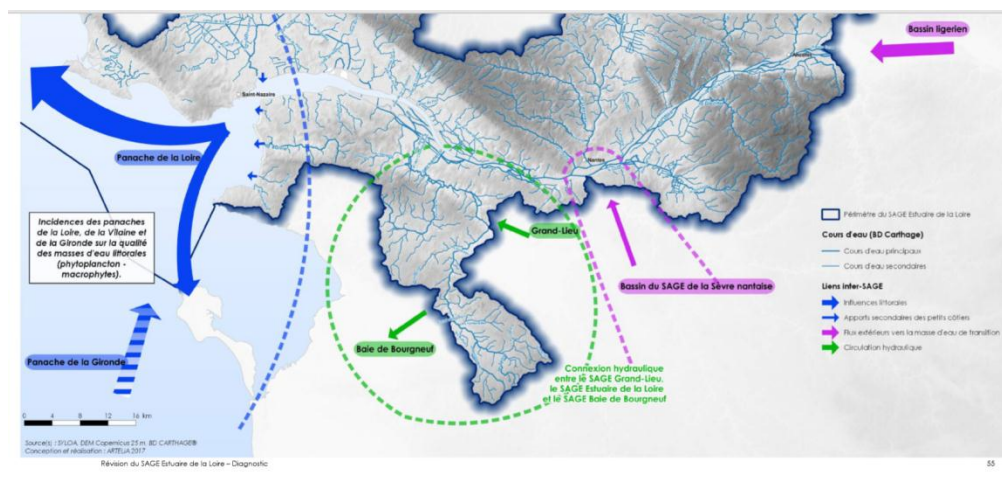 Bassin ligerien
Saint-Nazaire
Panache de la Loire
Nantes
Incidences des panaches
de la Loire, de la Vilaine et
de la Gironde sur la qualité
des masses d'eau littorales
(phytoplancton -
macrophytes).
Grand-Lieu
Bassin du SAGE de la Sèvre nantaise
Baie de Bourgneuf
Panache de la Gironde
Connexion hydraulique
entre le SAGE Grand-Lieu,
le SAGE Estuaire de la Loire
et le SAGE Baie de Bourgneuf
Périmètre du SAGE Estuaire de la Loire
Cours d'eau (BD Carthage)
Cours d'eau principaux
Cours d'eau secondaires
Liens inter-SAGE
Influences littorales
Apports secondaires des petits côtiers
Flux extérieurs vers la masse d'eau de transition
Circulation hydraulique
0 4 8 12 16 km
Source(s) : SYLOA, DEM Copernicus 25 m, BD CARTHAGE®
Conception et réalisation : ARTELIA 2017
Révision du SAGE Estuaire de la Loire – Diagnostic
55